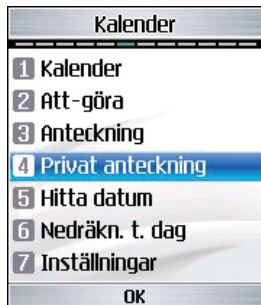 Kalender
1 Kalender
2 Att-göra
3 Anteckning
4 Privat anteckning
5 Hitta datum
6 Nedräkn. t. dag
7 Inställningar
OK